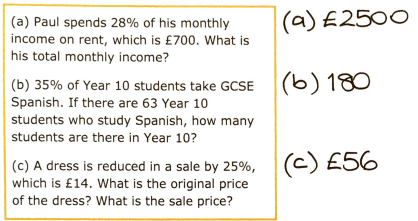 (a) Paul spends 28% of his monthly
income on rent, which is £700. What is
his total monthly income?
(b) 35% of Year 10 students take GCSE
Spanish. If there are 63 Year 10
students who study Spanish, how many
students are there in Year 10?
(c) A dress is reduced in a sale by 25%,
which is £14. What is the original price
of the dress? What is the sale price?
(a) £2500
(b) 180
(c) £56